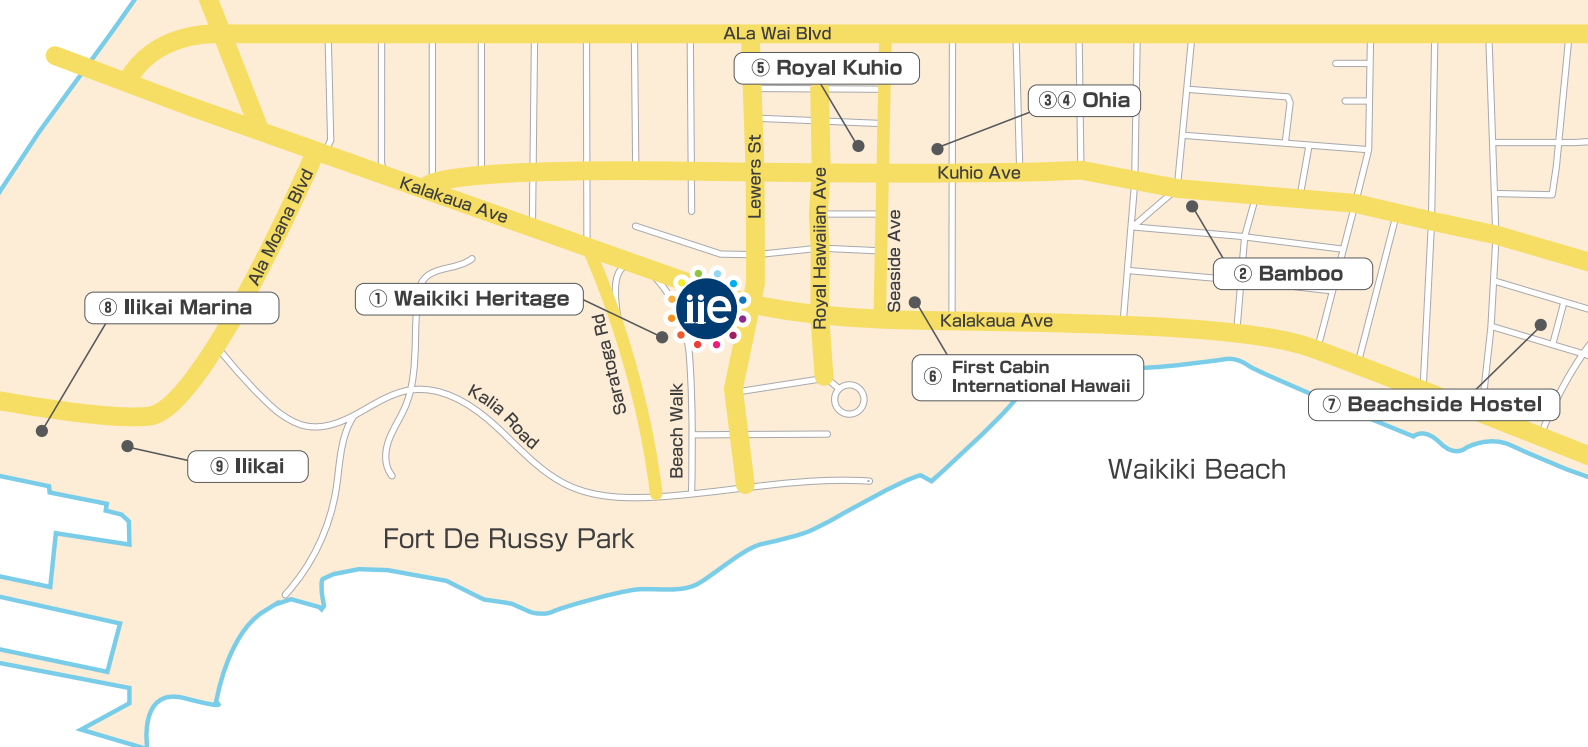 ALa Wai Blvd
⑤ Royal Kuhio
③④ Ohia
Lewers St
Kuhio Ave
Kalakaua Ave
Royal Hawaiian Ave
Ala Moana Blvd
Seaside Ave
② Bamboo
⑧ Ilikai Marina
① Waikiki Heritage
iie
Kalakaua Ave
Saratoga Rd
⑥ First Cabin
International Hawaii
Kalia Road
Beach Walk
⑦ Beachside Hostel
⑨ Ilikai
Waikiki Beach
Fort De Russy Park